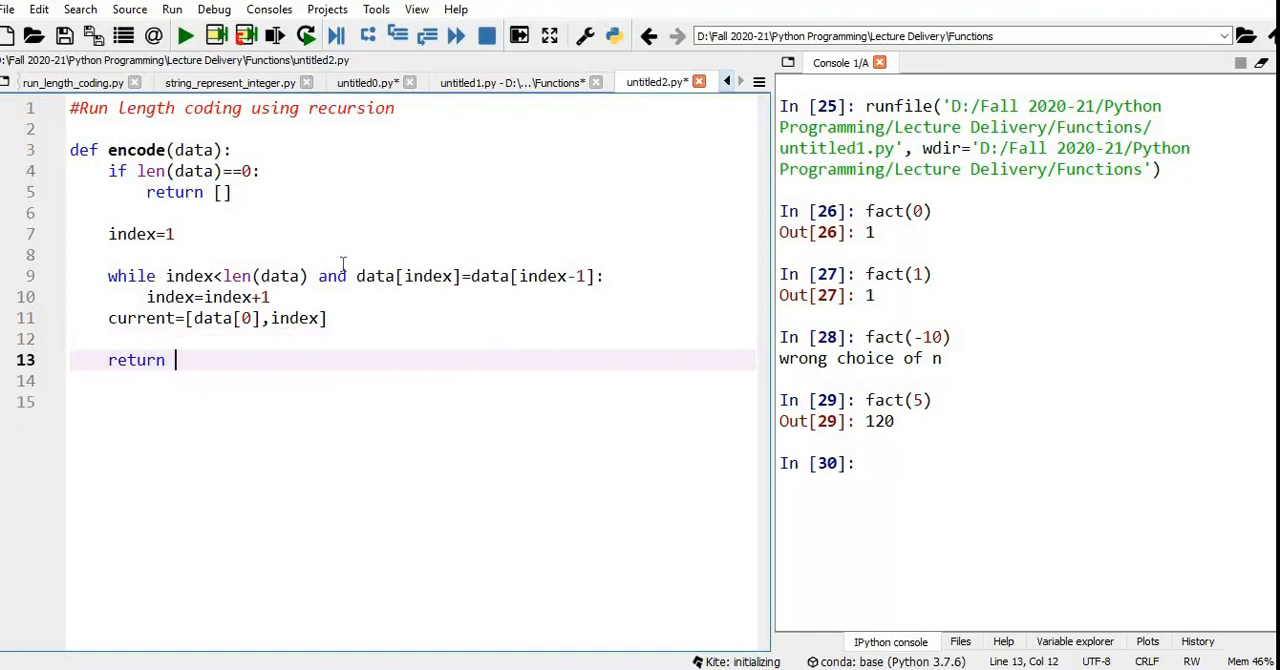 File Edit Search Source Run Debug Consoles Projects Tools View Help
D:/Fall 2020-21/Python Programming/Lecture Delivery/Functions
:/Fall 2020-21/Python Programming/Lecture Delivery/Functions/untitled2.py
run_length_coding.py string_represent_integer.py untitled0.py* untitled1.py - D:\...\Functions* untitled2.py*
1 #Run length coding using recursion
2
3 def encode(data):
4 if len(data)==0:
5 return []
6
7 index=1
8
9 while index<len(data) and data[index]=data[index-1]:
10 index=index+1
11 current=[data[0],index]
12
13 return
14
15
Console 1/A
In [25]: runfile('D:/Fall 2020-21/Python
Programming/Lecture Delivery/Functions/
untitled1.py', wdir='D:/Fall 2020-21/Python
Programming/Lecture Delivery/Functions')
In [26]: fact(0)
Out[26]: 1
In [27]: fact(1)
Out[27]: 1
In [28]: fact(-10)
wrong choice of n
In [29]: fact(5)
Out[29]: 120
In [30]:
IPython console Files Help Variable explorer Plots History
Kite: initializing conda: base (Python 3.7.6) Line 13, Col 12 UTF-8 CRLF RW Mem 46%